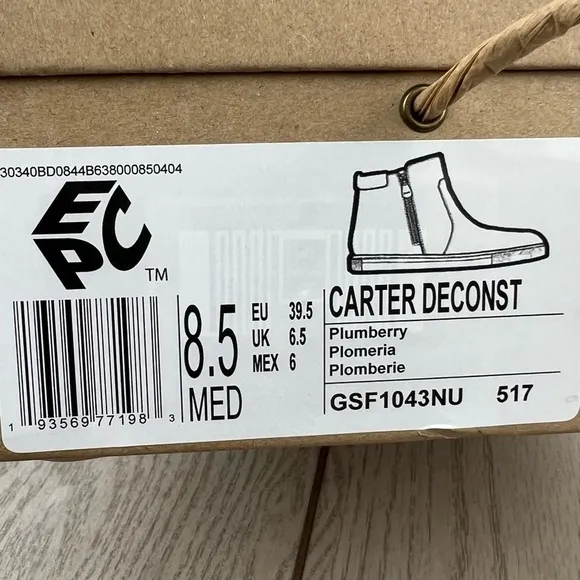 30340BD0844B638000850404
EPC TM
1 93569 77198 3
8.5
MED
EU 39.5
UK 6.5
MEX 6
CARTER DECONST
Plumberry
Plomeria
Plomberie
GSF1043NU 517